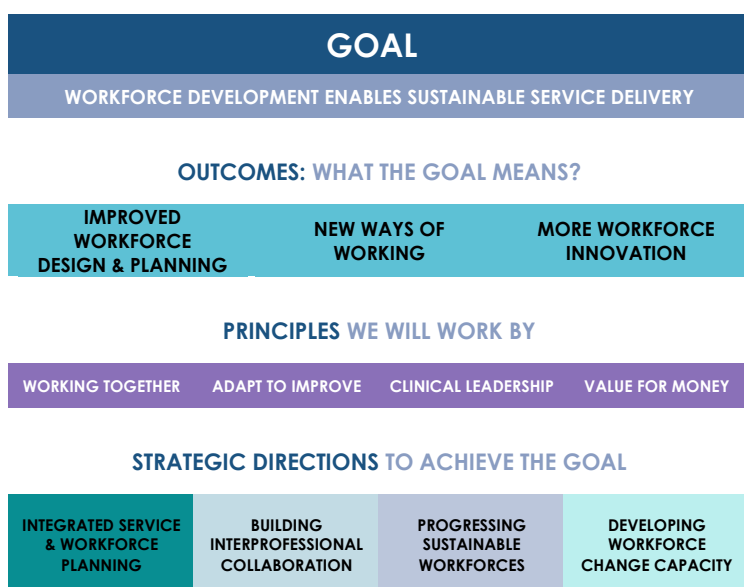 GOAL
WORKFORCE DEVELOPMENT ENABLES SUSTAINABLE SERVICE DELIVERY
OUTCOMES: WHAT THE GOAL MEANS?
IMPROVED
WORKFORCE
DESIGN & PLANNING
NEW WAYS OF
WORKING
MORE WORKFORCE
INNOVATION
PRINCIPLES WE WILL WORK BY
WORKING TOGETHER
ADAPT TO IMPROVE
CLINICAL LEADERSHIP
VALUE FOR MONEY
STRATEGIC DIRECTIONS TO ACHIEVE THE GOAL
INTEGRATED SERVICE
& WORKFORCE
PLANNING
BUILDING
INTERPROFESSIONAL
COLLABORATION
PROGRESSING
SUSTAINABLE
WORKFORCES
DEVELOPING
WORKFORCE
CHANGE CAPACITY